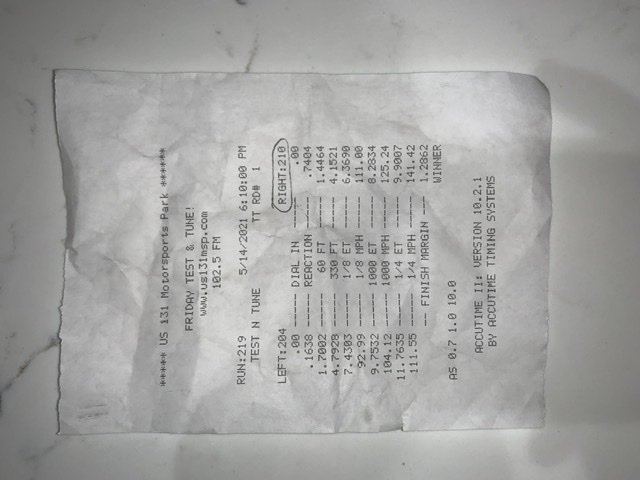 ***** US 131 Motorsports Park ******
FRIDAY TEST & TUNE!
www.us131msp.com
102.5 FM
RUN:219 5/14/2021 6:10:00 PM
TEST N TUNE TT RD# 1
LEFT:204 RIGHT:210
.00 ----- DIAL IN ----- .00
.1638 ---- REACTION ---- .7404
1.7002 ----- 60 FT ----- 1.4464
4.7928 ----- 330 FT ----- 4.1521
7.4303 ----- 1/8 ET ----- 6.3690
92.99 ----- 1/8 MPH ----- 111.00
9.7532 ----- 1000 ET ----- 8.2834
104.12 ---- 1000 MPH ---- 125.24
11.7635 ----- 1/4 ET ----- 9.9007
111.55 ----- 1/4 MPH ----- 141.42
--- FINISH MARGIN --- 1.2862
WINNER
AS 0.7 1.0 10.0
ACCUTIME II: VERSION 10.2.1
BY ACCUTIME TIMING SYSTEMS